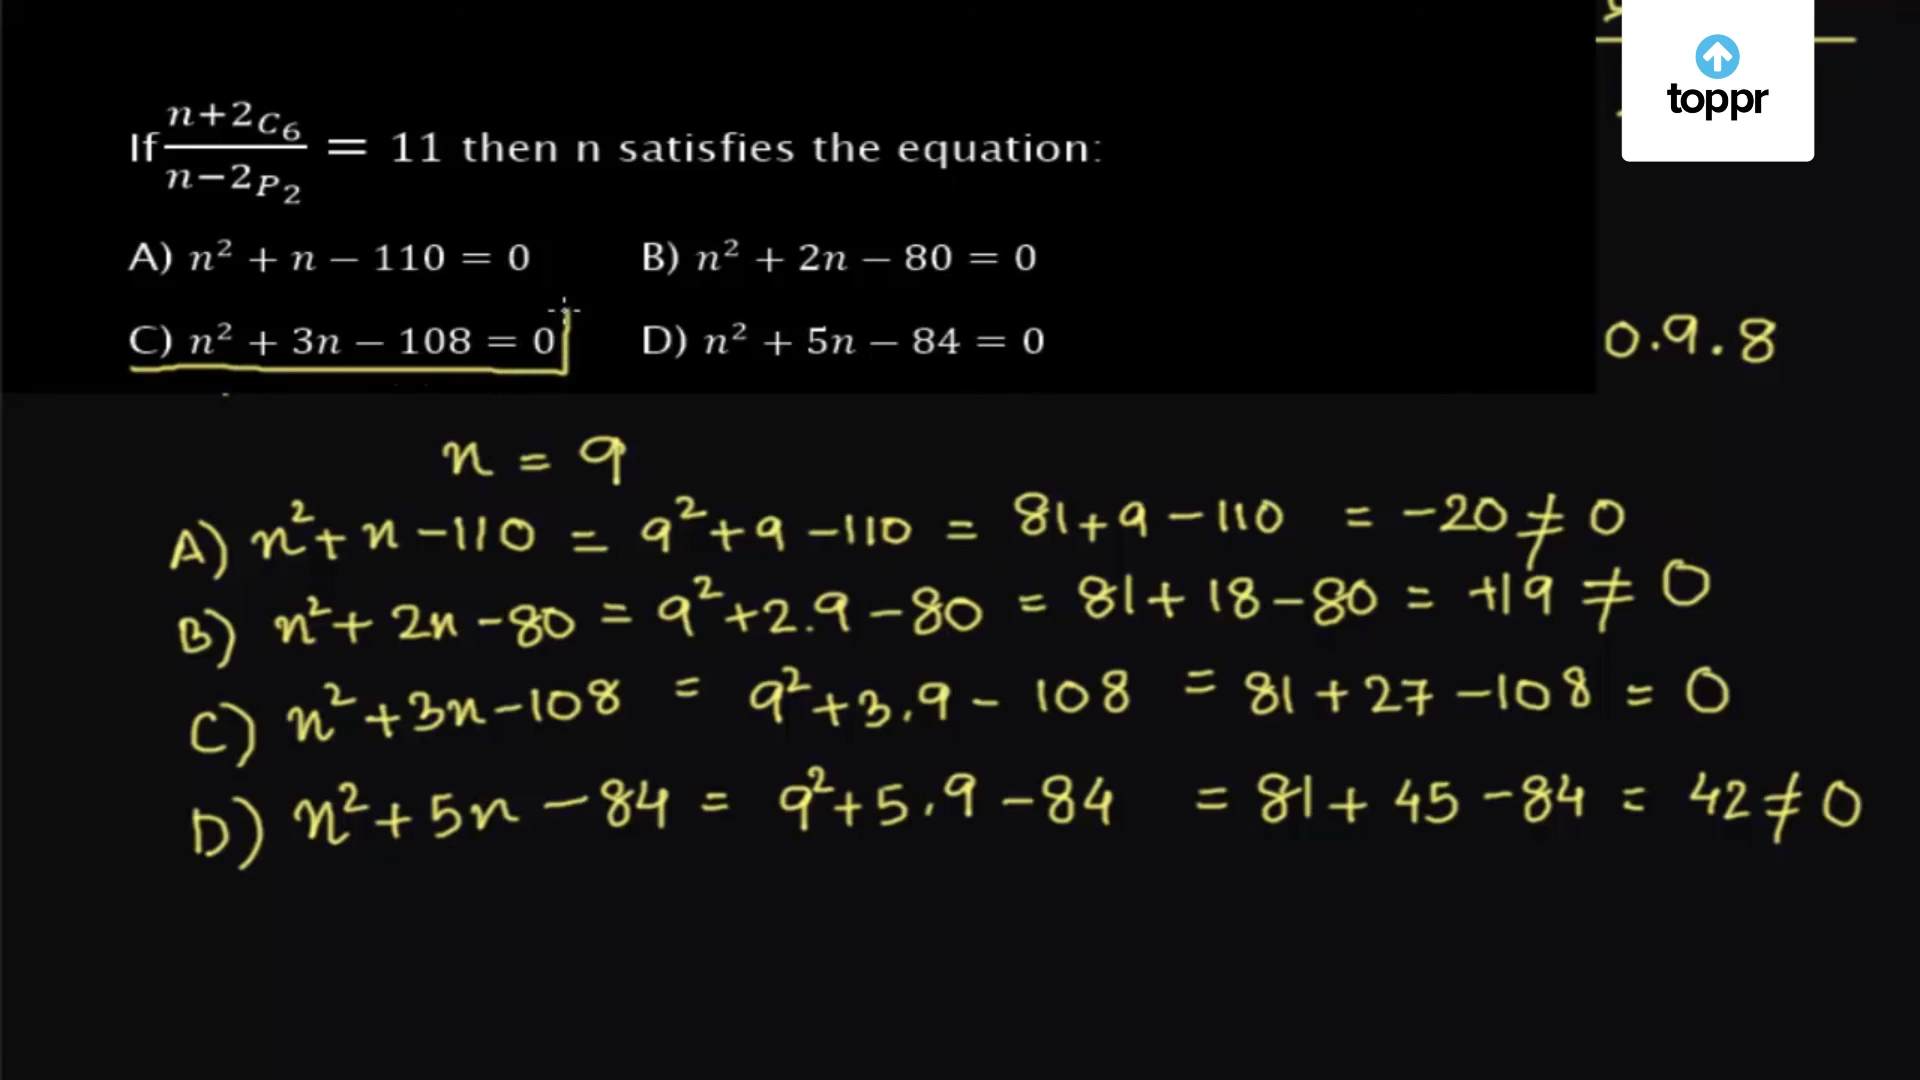 toppr
If n+2C6 / n−2P2 = 11 then n satisfies the equation:
A) n² + n − 110 = 0 B) n² + 2n − 80 = 0
C) n² + 3n − 108 = 0 D) n² + 5n − 84 = 0
0.9.8
n = 9
A) n²+n−110 = 9²+9−110 = 81+9−110 = −20 ≠ 0
B) n²+2n−80 = 9²+2.9−80 = 81+18−80 = +19 ≠ 0
C) n²+3n−108 = 9²+3.9−108 = 81+27−108 = 0
D) n²+5n−84 = 9²+5.9−84 = 81+45−84 = 42 ≠ 0